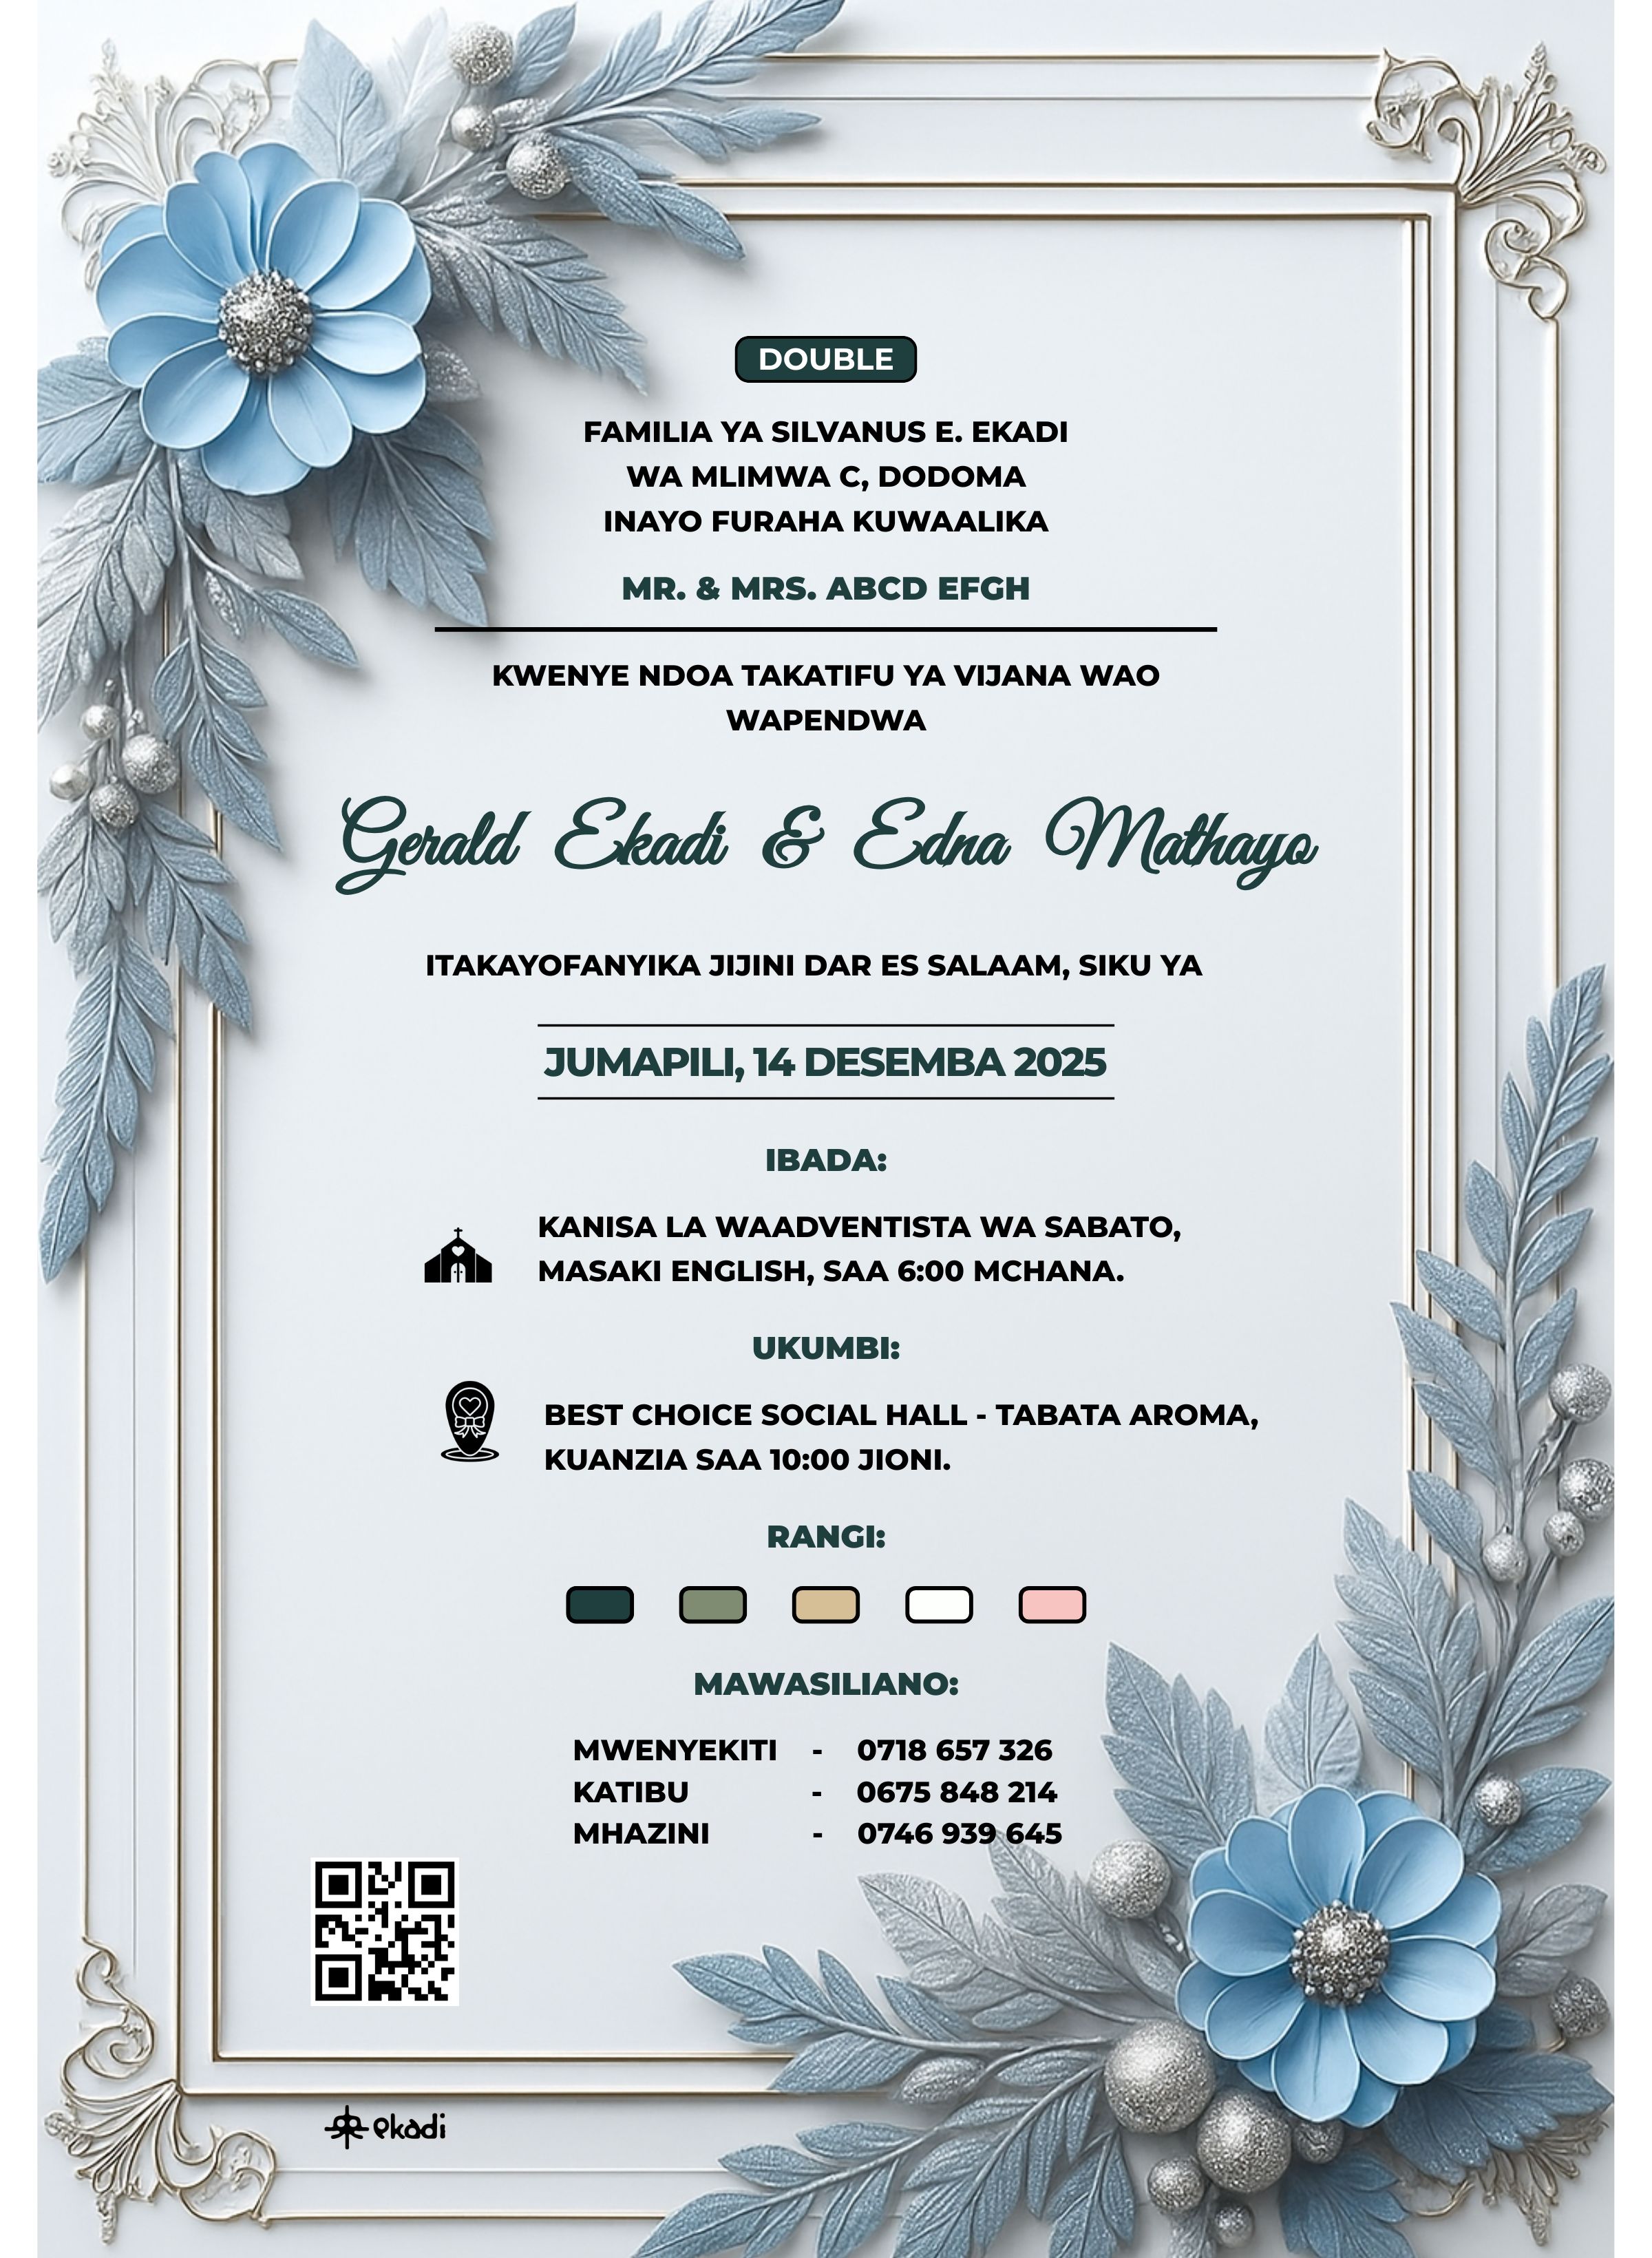 DOUBLE
FAMILIA YA SILVANUS E. EKADI
WA MLIMWA C, DODOMA
INAYO FURAHA KUWAALIKA
MR. & MRS. ABCD EFGH
KWENYE NDOA TAKATIFU YA VIJANA WAO
WAPENDWA
Gerald Ekadi & Edna Mathayo
ITAKAYOFANYIKA JIJINI DAR ES SALAAM, SIKU YA
JUMAPILI, 14 DESEMBA 2025
IBADA:
KANISA LA WAADVENTISTA WA SABATO,
MASAKI ENGLISH, SAA 6:00 MCHANA.
UKUMBI:
BEST CHOICE SOCIAL HALL - TABATA AROMA,
KUANZIA SAA 10:00 JIONI.
RANGI:
MAWASILIANO:
MWENYEKITI - 0718 657 326
KATIBU - 0675 848 214
MHAZINI - 0746 939 645
ekadi